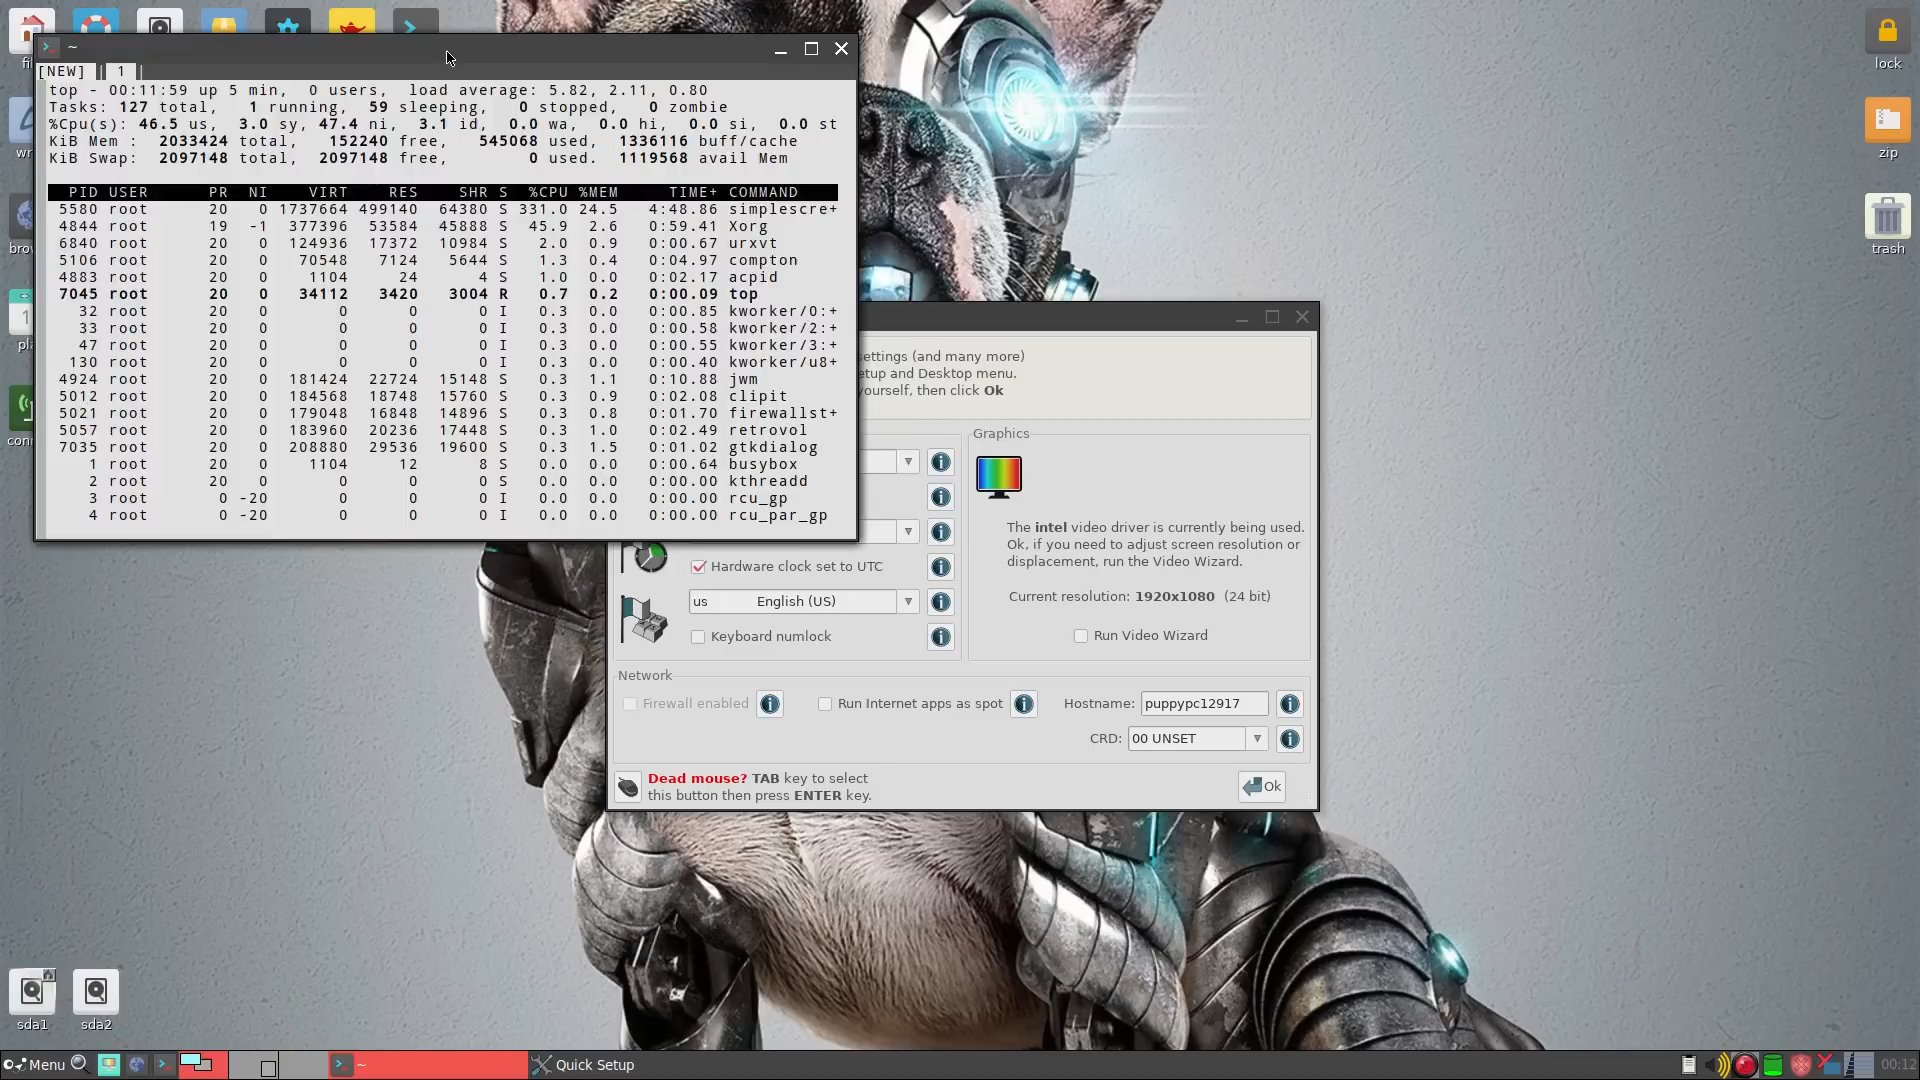 ~
[NEW] | 1 |
top - 00:11:59 up 5 min,  0 users,  load average: 5.82, 2.11, 0.80
Tasks: 127 total,   1 running,  59 sleeping,   0 stopped,   0 zombie
%Cpu(s): 46.5 us,  3.0 sy, 47.4 ni,  3.1 id,  0.0 wa,  0.0 hi,  0.0 si,  0.0 st
KiB Mem :  2033424 total,   152240 free,   545068 used,  1336116 buff/cache
KiB Swap:  2097148 total,  2097148 free,        0 used.  1119568 avail Mem
PID USER PR NI VIRT RES SHR S %CPU %MEM TIME+ COMMAND
5580 root 20 0 1737664 499140 64380 S 331.0 24.5 4:48.86 simplescre+
4844 root 19 -1 377396 53584 45888 S 45.9 2.6 0:59.41 Xorg
6840 root 20 0 124936 17372 10984 S 2.0 0.9 0:00.67 urxvt
5106 root 20 0 70548 7124 5644 S 1.3 0.4 0:04.97 compton
4883 root 20 0 1104 24 4 S 1.0 0.0 0:02.17 acpid
7045 root 20 0 34112 3420 3004 R 0.7 0.2 0:00.09 top
32 root 20 0 0 0 0 I 0.3 0.0 0:00.85 kworker/0:+
33 root 20 0 0 0 0 I 0.3 0.0 0:00.58 kworker/2:+
47 root 20 0 0 0 0 I 0.3 0.0 0:00.55 kworker/3:+
130 root 20 0 0 0 0 I 0.3 0.0 0:00.40 kworker/u8+
4924 root 20 0 181424 22724 15148 S 0.3 1.1 0:10.88 jwm
5012 root 20 0 184568 18748 15760 S 0.3 0.9 0:02.08 clipit
5021 root 20 0 179048 16848 14896 S 0.3 0.8 0:01.70 firewallst+
5057 root 20 0 183960 20236 17448 S 0.3 1.0 0:02.49 retrovol
7035 root 20 0 208880 29536 19600 S 0.3 1.5 0:01.02 gtkdialog
1 root 20 0 1104 12 8 S 0.0 0.0 0:00.64 busybox
2 root 20 0 0 0 0 S 0.0 0.0 0:00.00 kthreadd
3 root 0 -20 0 0 0 I 0.0 0.0 0:00.00 rcu_gp
4 root 0 -20 0 0 0 I 0.0 0.0 0:00.00 rcu_par_gp
lock
zip
trash
ettings (and many more)
etup and Desktop menu.
yourself, then click Ok
Graphics
The intel video driver is currently being used.
Ok, if you need to adjust screen resolution or
displacement, run the Video Wizard.
Current resolution: 1920x1080 (24 bit)
Run Video Wizard
Hardware clock set to UTC
us English (US)
Keyboard numlock
Network
Firewall enabled
Run Internet apps as spot
Hostname: puppypc12917
CRD: 00 UNSET
Dead mouse? TAB key to select
this button then press ENTER key.
Ok
sda1
sda2
Menu
~
Quick Setup
00:12